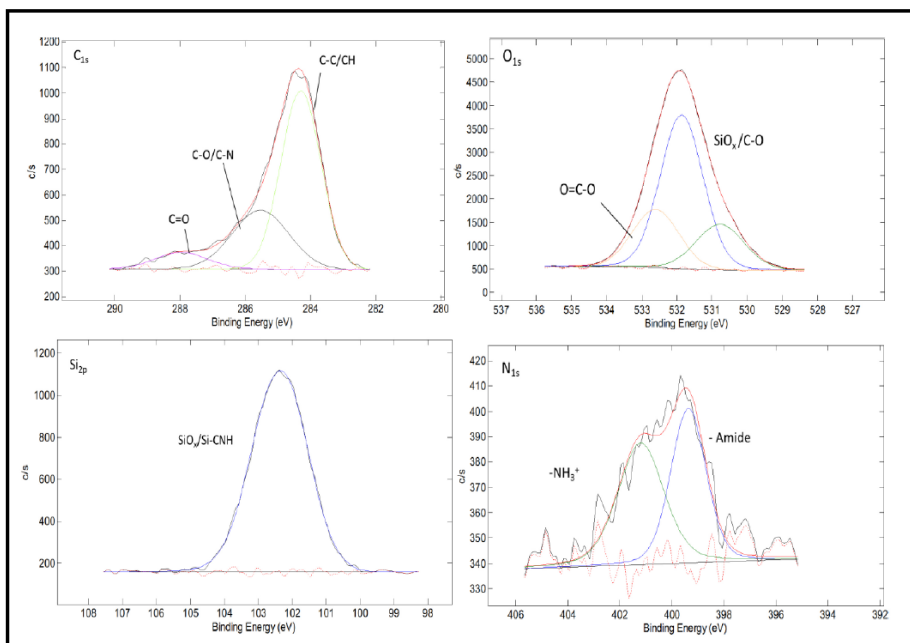 C1s
C-C/CH
C-O/C-N
C=O
c/s
1200
1100
1000
900
800
700
600
500
400
300
200
290 288 286 284 282 280
Binding Energy (eV)
O1s
SiOx/C-O
O=C-O
c/s
5000
4500
4000
3500
3000
2500
2000
1500
1000
500
0
537 536 535 534 533 532 531 530 529 528 527
Binding Energy (eV)
Si2p
SiOx/Si-CNH
c/s
1200
1000
800
600
400
200
108 107 106 105 104 103 102 101 100 99 98
Binding Energy (eV)
N1s
- Amide
-NH3+
c/s
420
410
400
390
380
370
360
350
340
330
406 404 402 400 398 396 394 392
Binding Energy (eV)